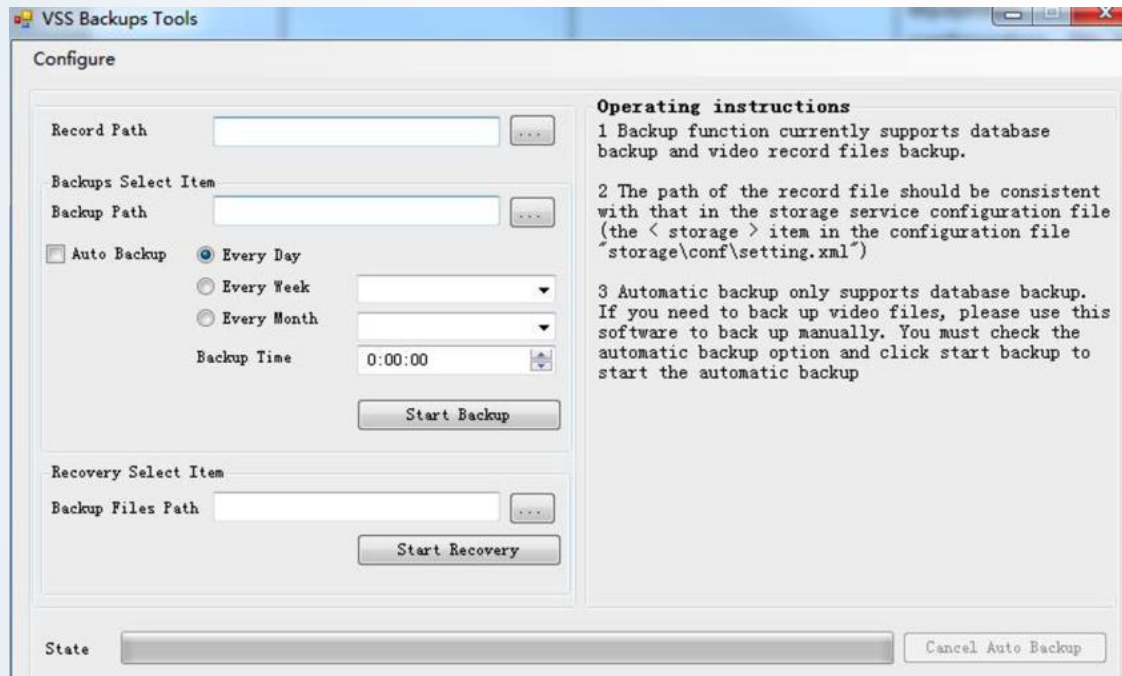 VSS Backups Tools
Configure
Record Path
...
Backups Select Item
Backup Path
...
Auto Backup
Every Day
Every Week
Every Month
Backup Time
0:00:00
Start Backup
Recovery Select Item
Backup Files Path
...
Start Recovery
Operating instructions
1 Backup function currently supports database
backup and video record files backup.
2 The path of the record file should be consistent
with that in the storage service configuration file
(the < storage > item in the configuration file
"storage\conf\setting.xml")
3 Automatic backup only supports database backup.
If you need to back up video files, please use this
software to back up manually. You must check the
automatic backup option and click start backup to
start the automatic backup
State
Cancel Auto Backup